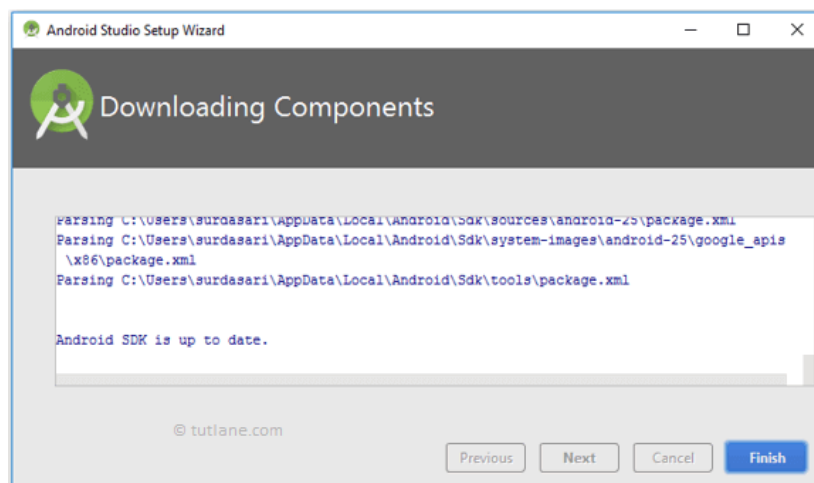 Android Studio Setup Wizard
Downloading Components
Parsing C:\Users\surdasari\AppData\Local\Android\Sdk\sources\android-25\package.xml
Parsing C:\Users\surdasari\AppData\Local\Android\Sdk\system-images\android-25\google_apis
\x86\package.xml
Parsing C:\Users\surdasari\AppData\Local\Android\Sdk\tools\package.xml
Android SDK is up to date.
© tutlane.com
Previous Next Cancel Finish